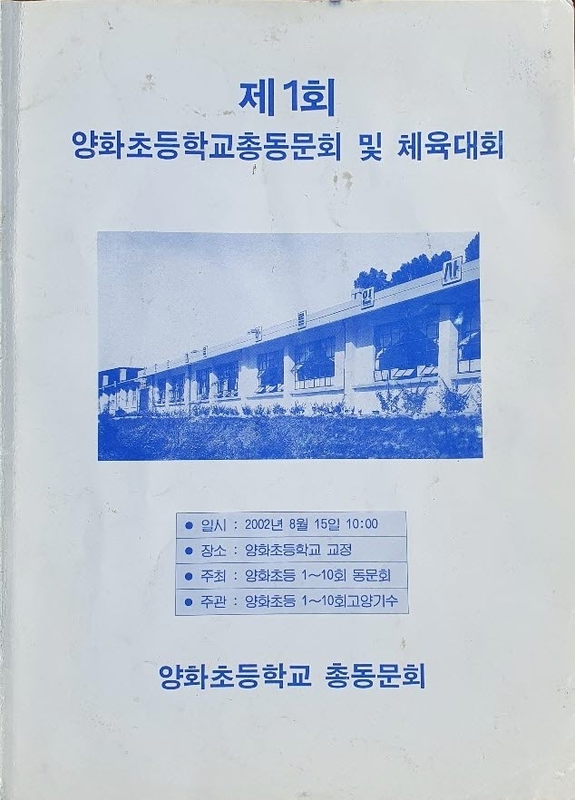 제1회
양화초등학교총동문회 및 체육대회
인 사
● 일시 : 2002년 8월 15일 10:00
● 장소 : 양화초등학교 교정
● 주최 : 양화초등 1～10회 동문회
● 주관 : 양화초등 1～10회고양기수
양화초등학교 총동문회